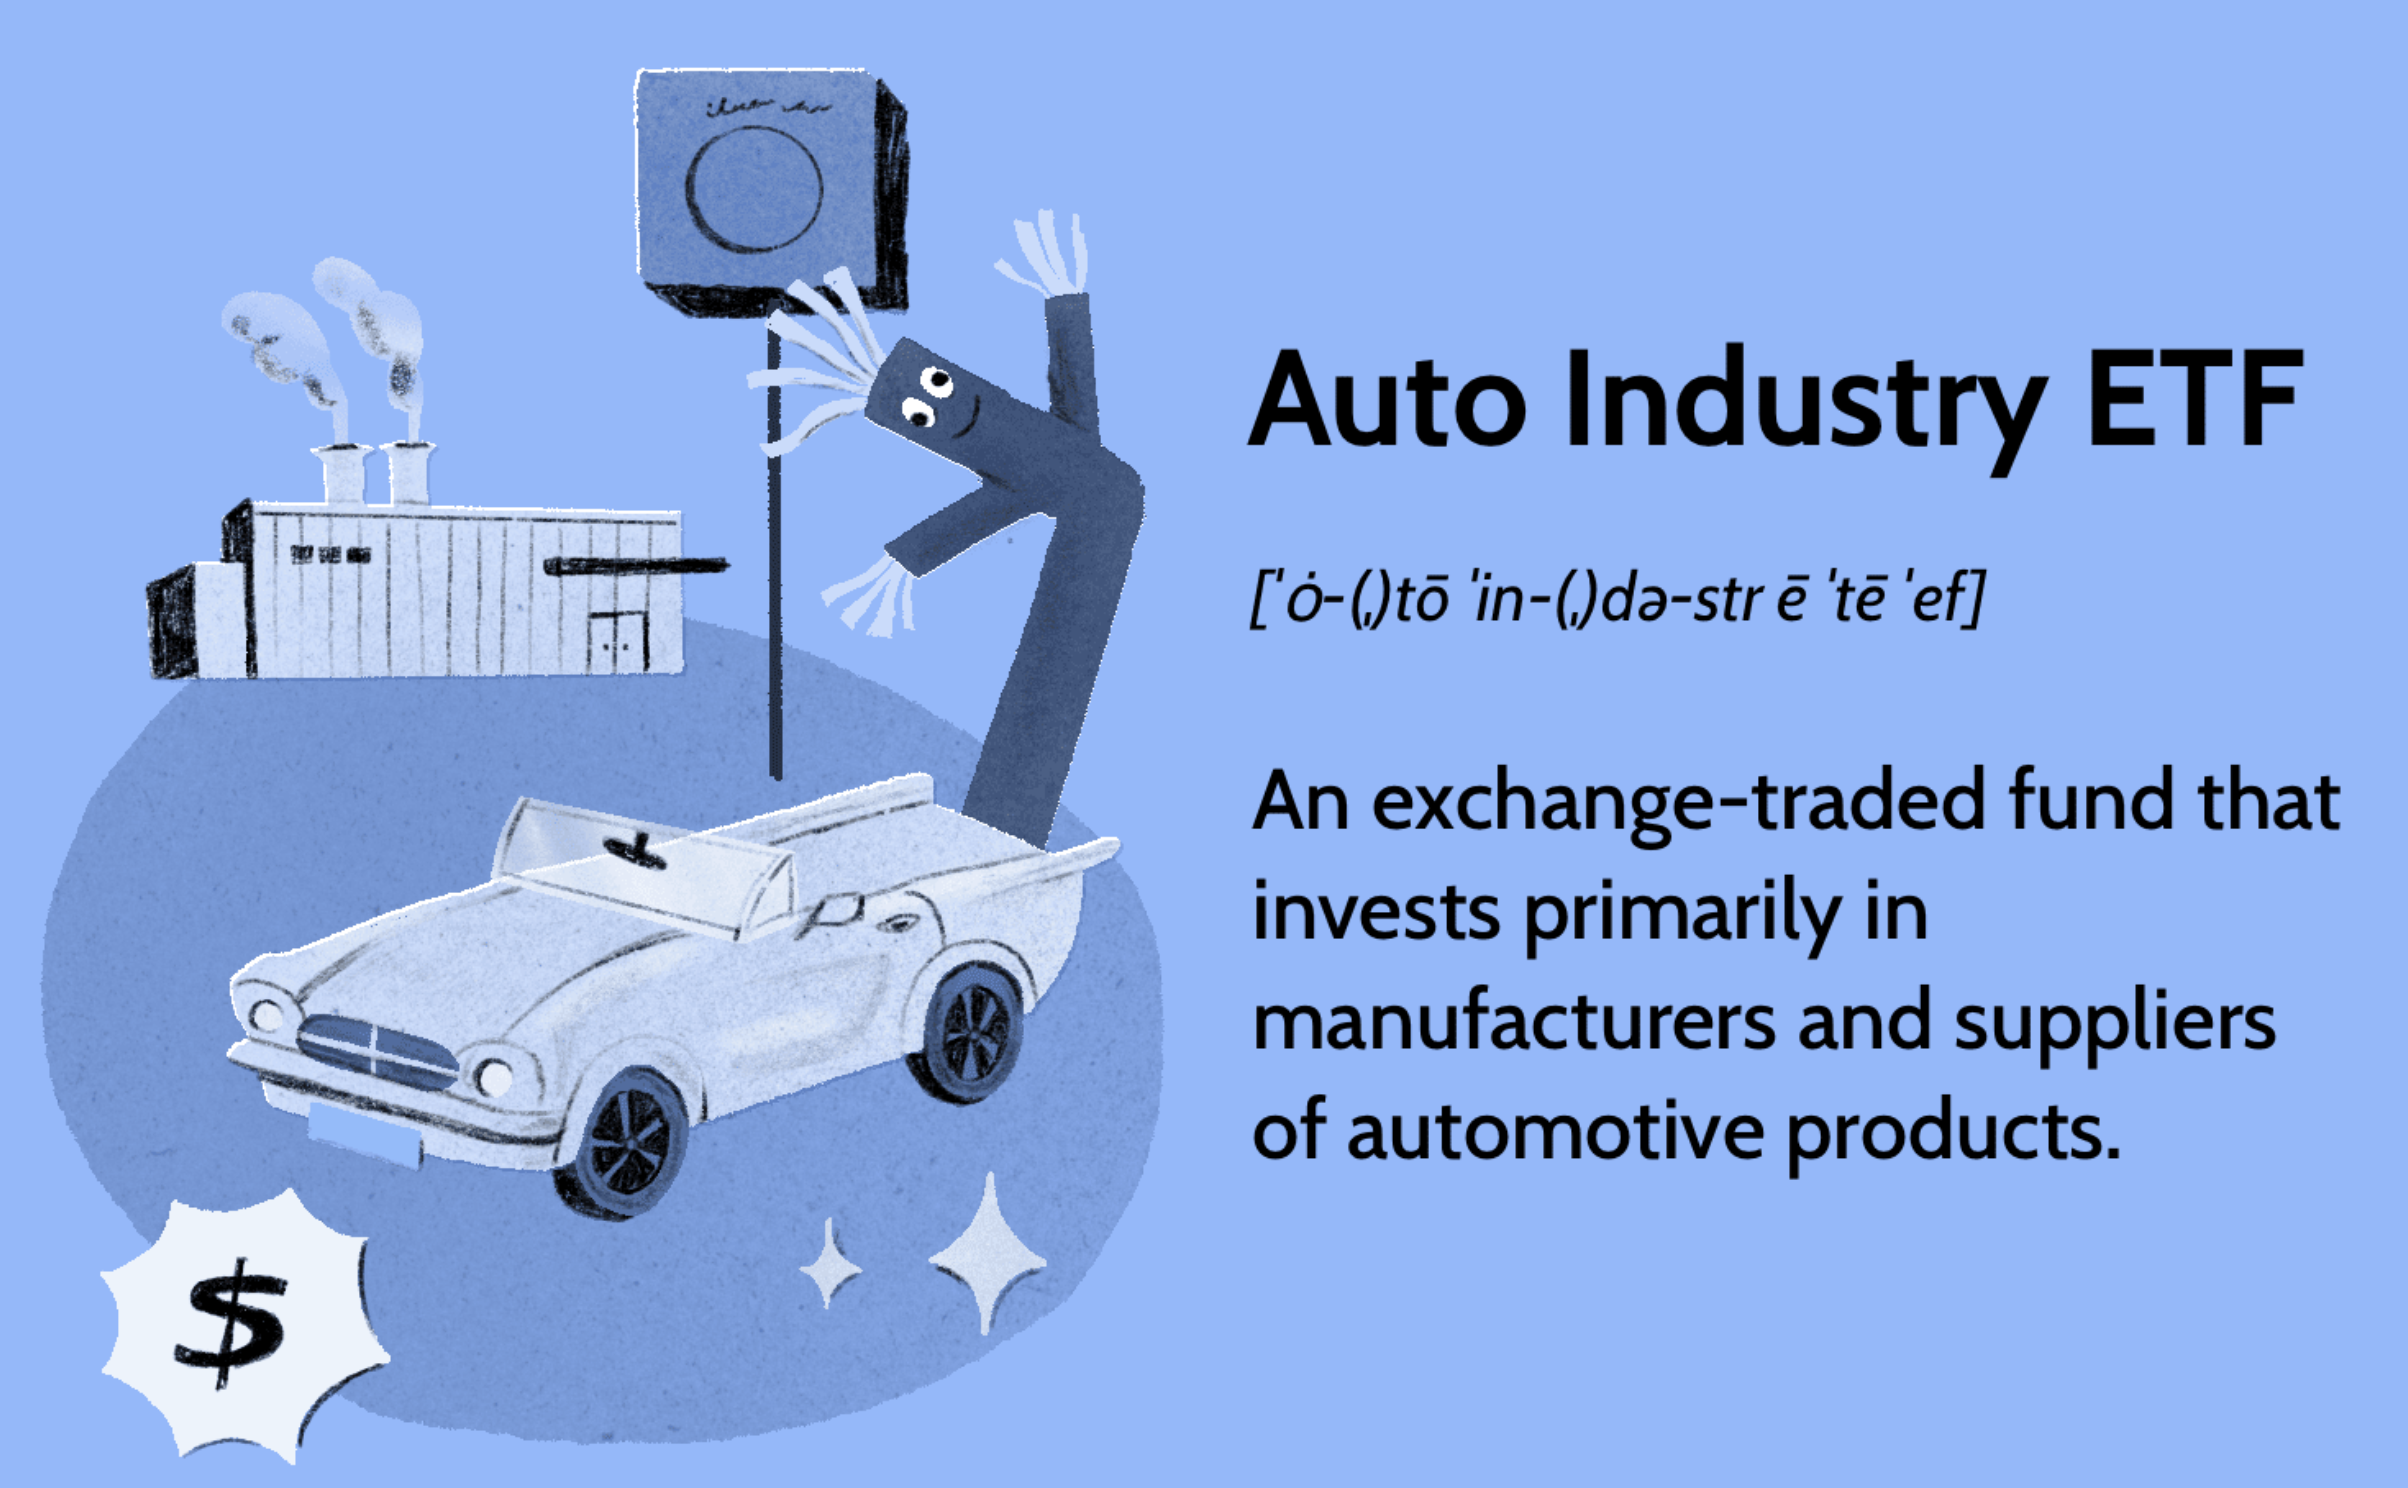 $
Auto Industry ETF
[ˈȯ-(ˌ)tō ˈin-(ˌ)də-str ē ˈtē ˈef]
An exchange-traded fund that
invests primarily in
manufacturers and suppliers
of automotive products.